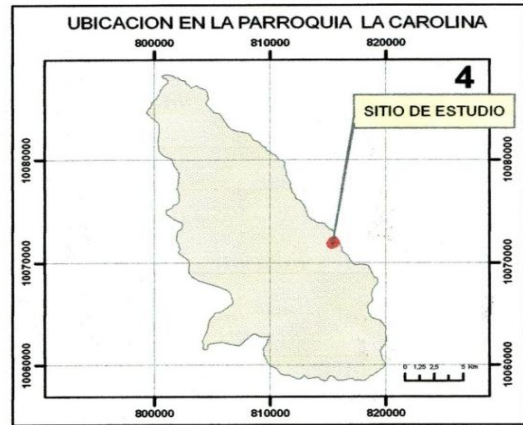 UBICACION EN LA PARROQUIA LA CAROLINA
800000 810000 820000
4
SITIO DE ESTUDIO
10080000 10080000
10070000 10070000
10060000 10060000
0 1,25 2,5 5 Km
800000 810000 820000